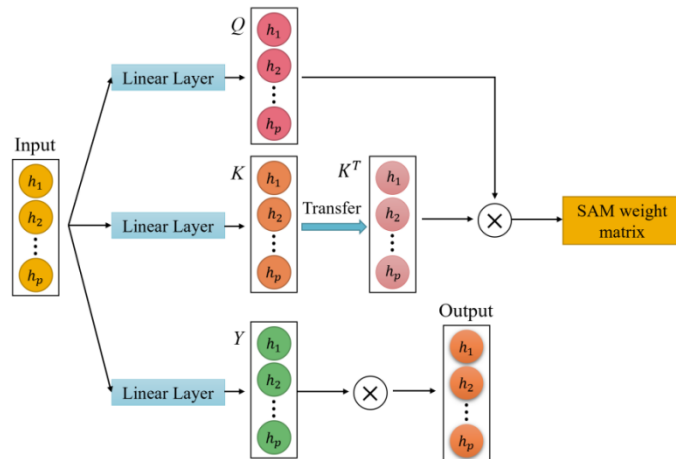 Q
h₁
h₂
hₚ
Linear Layer
Input
h₁
h₂
hₚ
K
h₁
h₂
hₚ
Linear Layer
Transfer
Kᵀ
h₁
h₂
hₚ
SAM weight
matrix
Y
h₁
h₂
hₚ
Linear Layer
Output
h₁
h₂
hₚ